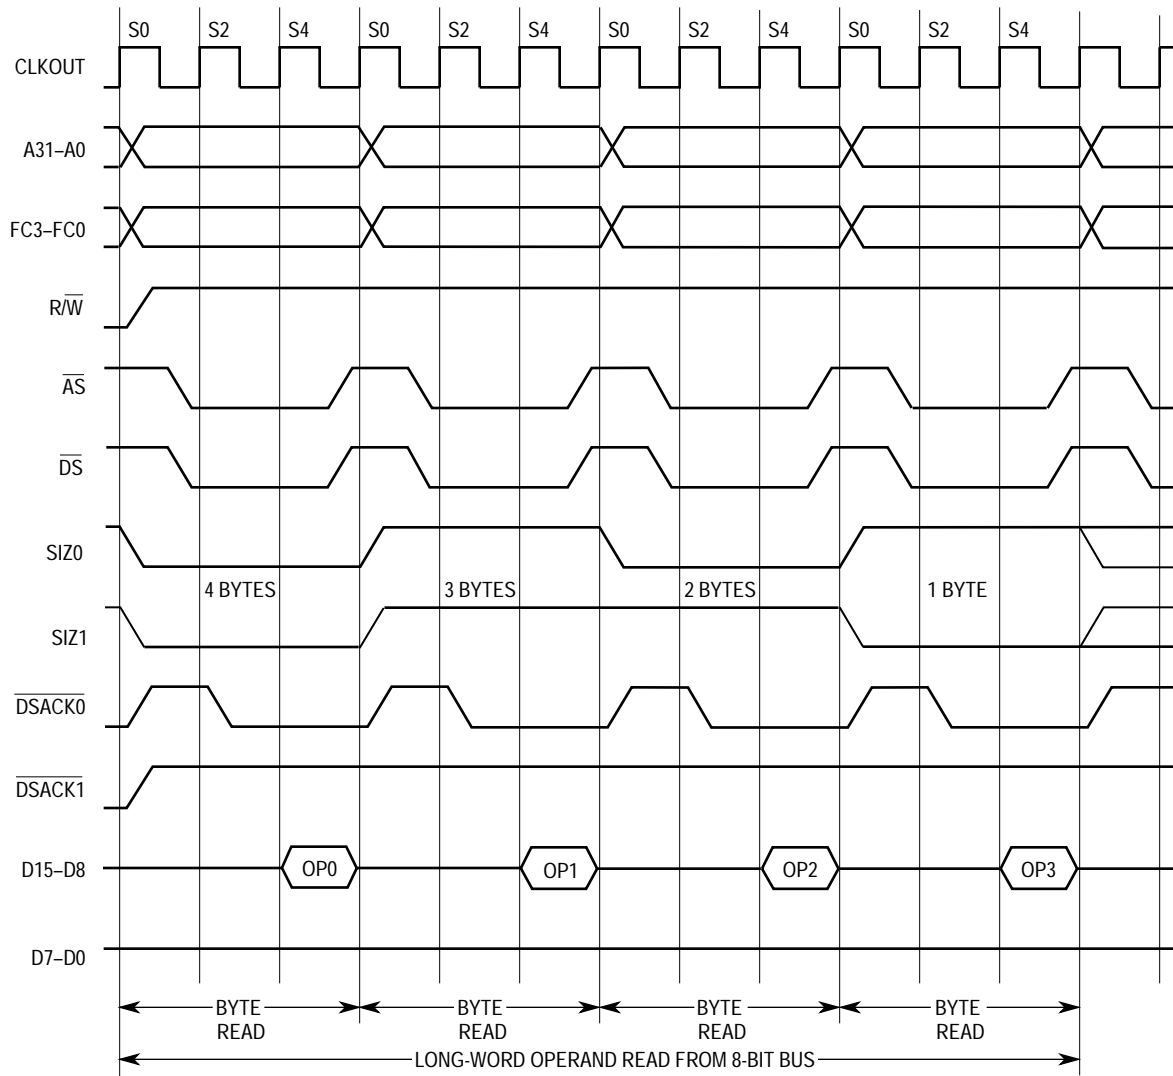 S0 S2 S4 S0 S2 S4 S0 S2 S4 S0 S2 S4
CLKOUT
A31–A0
FC3–FC0
R/W
AS
DS
SIZ0
4 BYTES 3 BYTES 2 BYTES 1 BYTE
SIZ1
DSACK0
DSACK1
D15–D8 OP0 OP1 OP2 OP3
D7–D0
BYTE BYTE BYTE BYTE
READ READ READ READ
LONG-WORD OPERAND READ FROM 8-BIT BUS